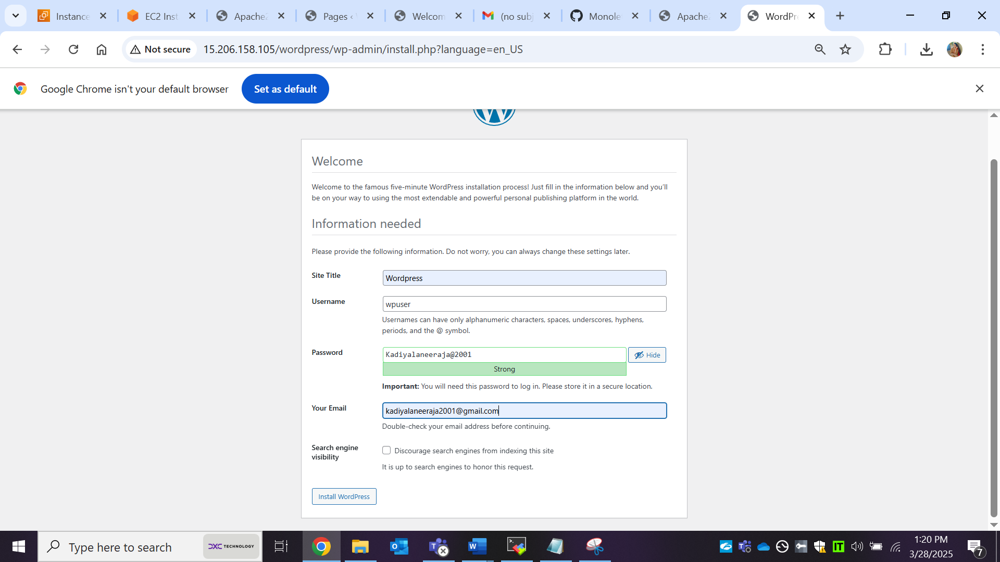 Instance
EC2 Inst
Apache2
Pages ‹
Welcom
(no subj
Monole
Apache2
WordPre
Not secure
15.206.158.105/wordpress/wp-admin/install.php?language=en_US
Google Chrome isn't your default browser
Set as default
Welcome
Welcome to the famous five-minute WordPress installation process! Just fill in the information below and you’ll
be on your way to using the most extendable and powerful personal publishing platform in the world.
Information needed
Please provide the following information. Do not worry, you can always change these settings later.
Site Title
Wordpress
Username
wpuser
Usernames can have only alphanumeric characters, spaces, underscores, hyphens,
periods, and the @ symbol.
Password
Kadiyalaneeraja@2001
Hide
Strong
Important: You will need this password to log in. Please store it in a secure location.
Your Email
kadiyalaneeraja2001@gmail.com
Double-check your email address before continuing.
Search engine
visibility
Discourage search engines from indexing this site
It is up to search engines to honor this request.
Install WordPress
Type here to search
DXC TECHNOLOGY
1:20 PM
3/28/2025
7